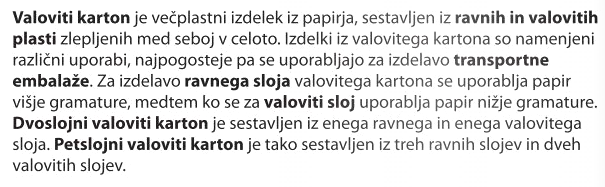 Valoviti karton je večplastni izdelek iz papirja, sestavljen iz ravnih in valovitih
plasti zlepljenih med seboj v celoto. Izdelki iz valovitega kartona so namenjeni
različni uporabi, najpogosteje pa se uporabljajo za izdelavo transportne
embalaže. Za izdelavo ravnega sloja valovitega kartona se uporablja papir
višje gramature, medtem ko se za valoviti sloj uporablja papir nižje gramature.
Dvoslojni valoviti karton je sestavljen iz enega ravnega in enega valovitega
sloja. Petslojni valoviti karton je tako sestavljen iz treh ravnih slojev in dveh
valovitih slojev.